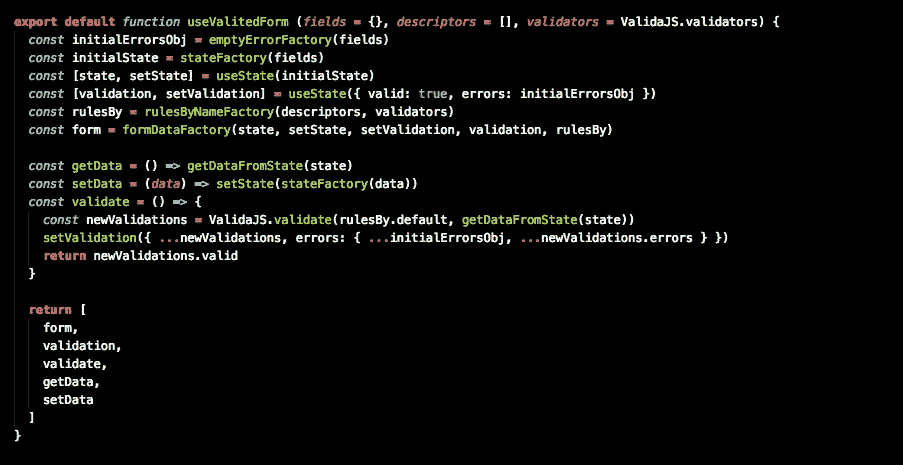 export default function useValitedForm (fields = {}, descriptors = [], validators = ValidaJS.validators) {
  const initialErrorsObj = emptyErrorFactory(fields)
  const initialState = stateFactory(fields)
  const [state, setState] = useState(initialState)
  const [validation, setValidation] = useState({ valid: true, errors: initialErrorsObj })
  const rulesBy = rulesByNameFactory(descriptors, validators)
  const form = formDataFactory(state, setState, setValidation, validation, rulesBy)

  const getData = () => getDataFromState(state)
  const setData = (data) => setState(stateFactory(data))
  const validate = () => {
    const newValidations = ValidaJS.validate(rulesBy.default, getDataFromState(state))
    setValidation({ ...newValidations, errors: { ...initialErrorsObj, ...newValidations.errors } })
    return newValidations.valid
  }

  return [
    form,
    validation,
    validate,
    getData,
    setData
  ]
}